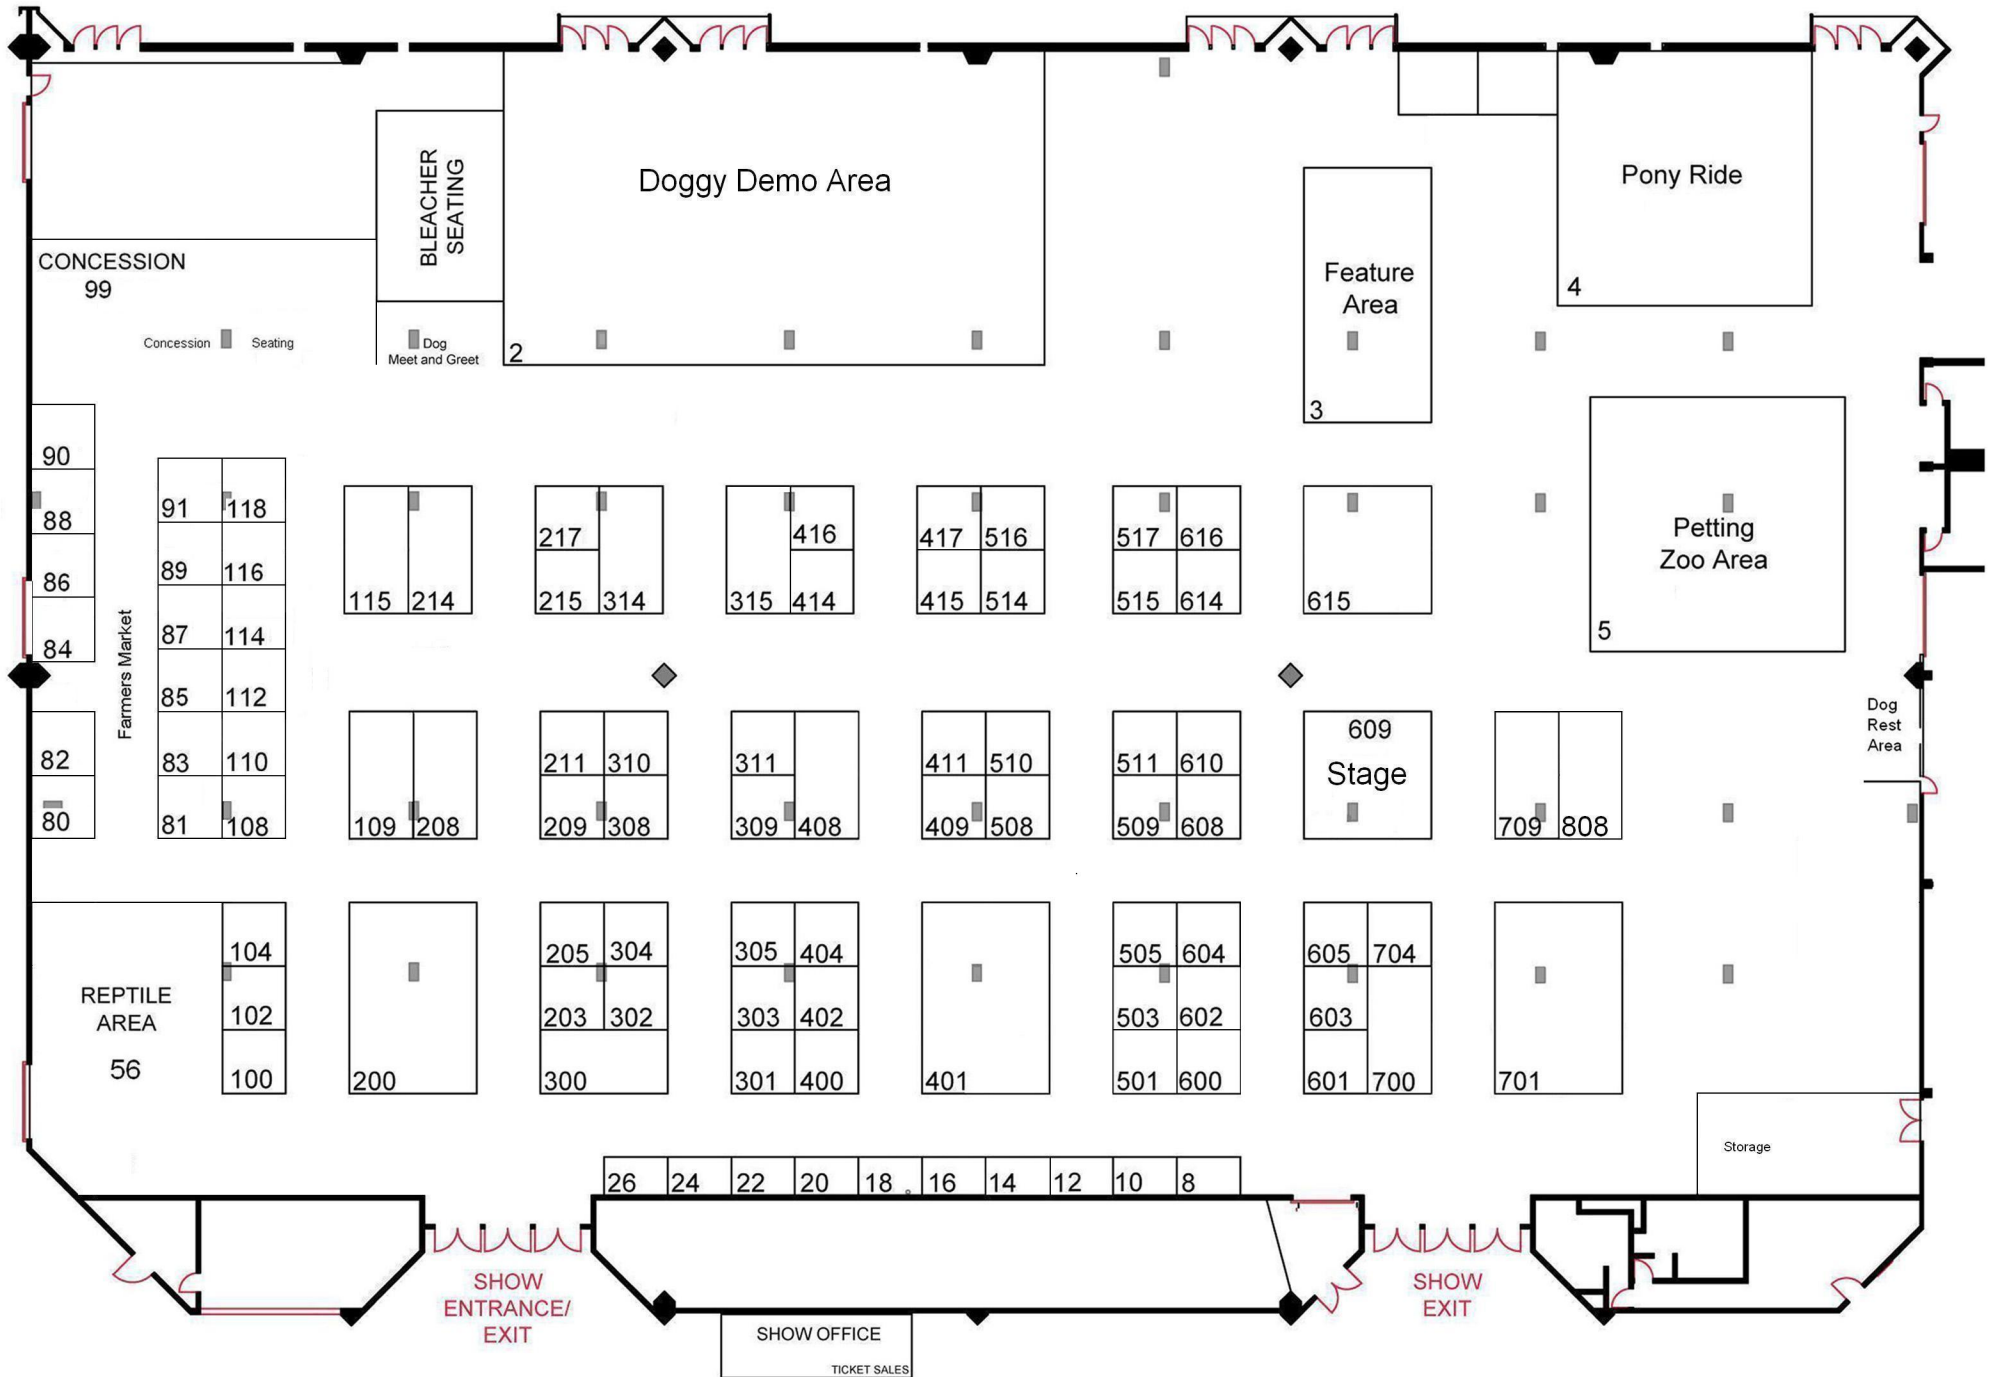 Doggy Demo Area
2
BLEACHER
SEATING
Pony Ride
4
Feature
Area
3
CONCESSION
99
Concession Seating
Dog
Meet and Greet
90
88
86
84
82
80
Farmers Market
91 118
89 116
87 114
85 112
83 110
81 108
115 214
217
215 314
416
315 414
417 516
415 514
517 616
515 614
615
Petting
Zoo Area
5
Dog
Rest
Area
109 208
211 310
209 308
311
309 408
411 510
409 508
511 610
509 608
609
Stage
709 808
REPTILE
AREA
56
104
102
100
200
205 304
203 302
300
305 404
303 402
301 400
401
505 604
503 602
501 600
605 704
603
601 700
701
Storage
26 24 22 20 18 16 14 12 10 8
SHOW
ENTRANCE/
EXIT
SHOW
EXIT
SHOW OFFICE
TICKET SALES